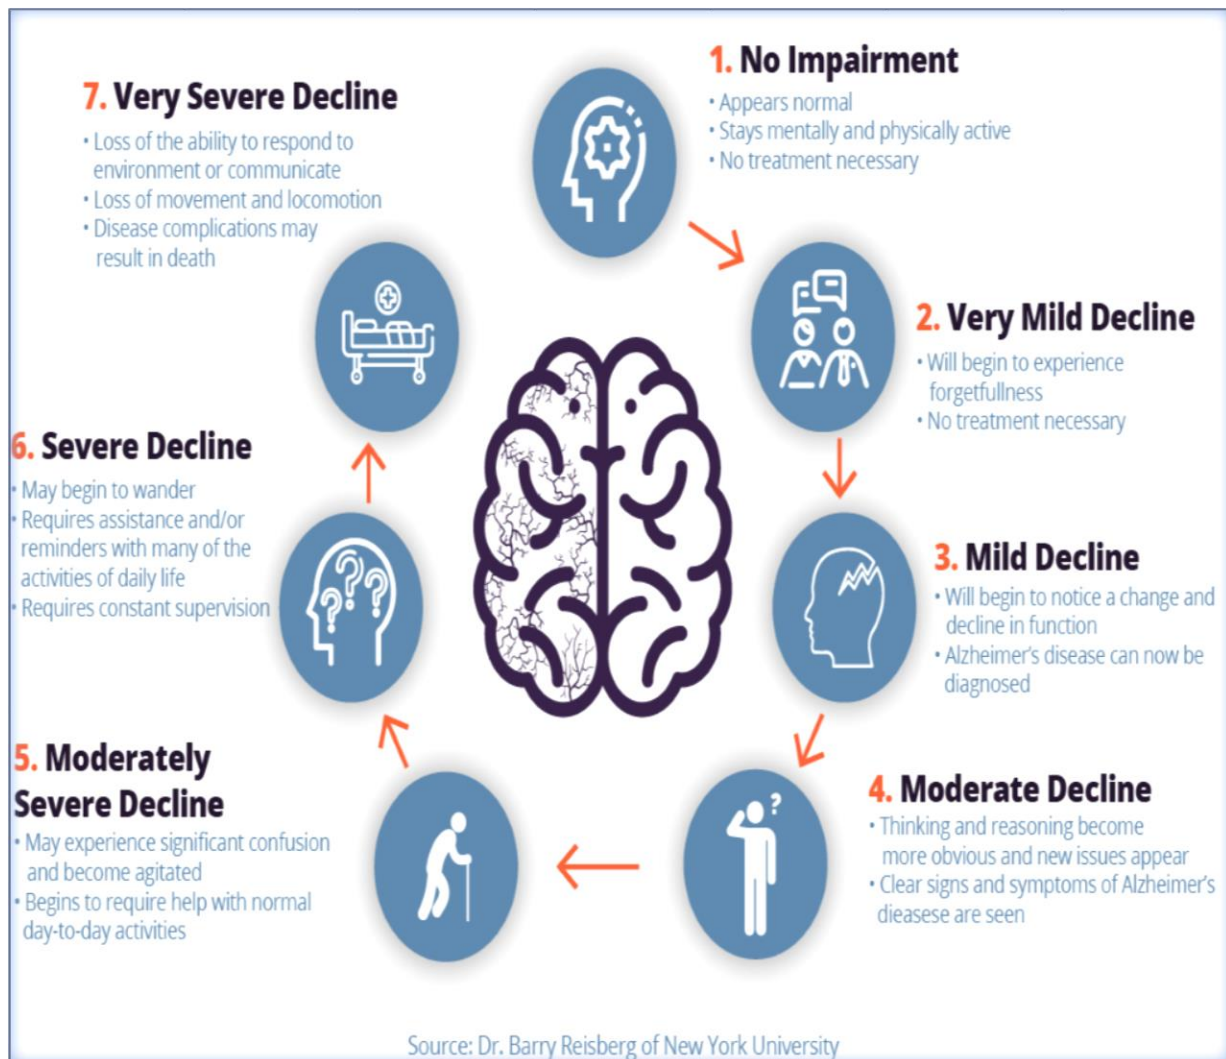 1. No Impairment
• Appears normal
• Stays mentally and physically active
• No treatment necessary
2. Very Mild Decline
• Will begin to experience
forgetfullness
• No treatment necessary
3. Mild Decline
• Will begin to notice a change and
decline in function
• Alzheimer's disease can now be
diagnosed
4. Moderate Decline
• Thinking and reasoning become
more obvious and new issues appear
• Clear signs and symptoms of Alzheimer's
dieasese are seen
?
5. Moderately
Severe Decline
• May experience significant confusion
and become agitated
• Begins to require help with normal
day-to-day activities
6. Severe Decline
• May begin to wander
• Requires assistance and/or
reminders with many of the
activities of daily life
• Requires constant supervision
? ? ?
7. Very Severe Decline
• Loss of the ability to respond to
environment or communicate
• Loss of movement and locomotion
• Disease complications may
result in death
Source: Dr. Barry Reisberg of New York University